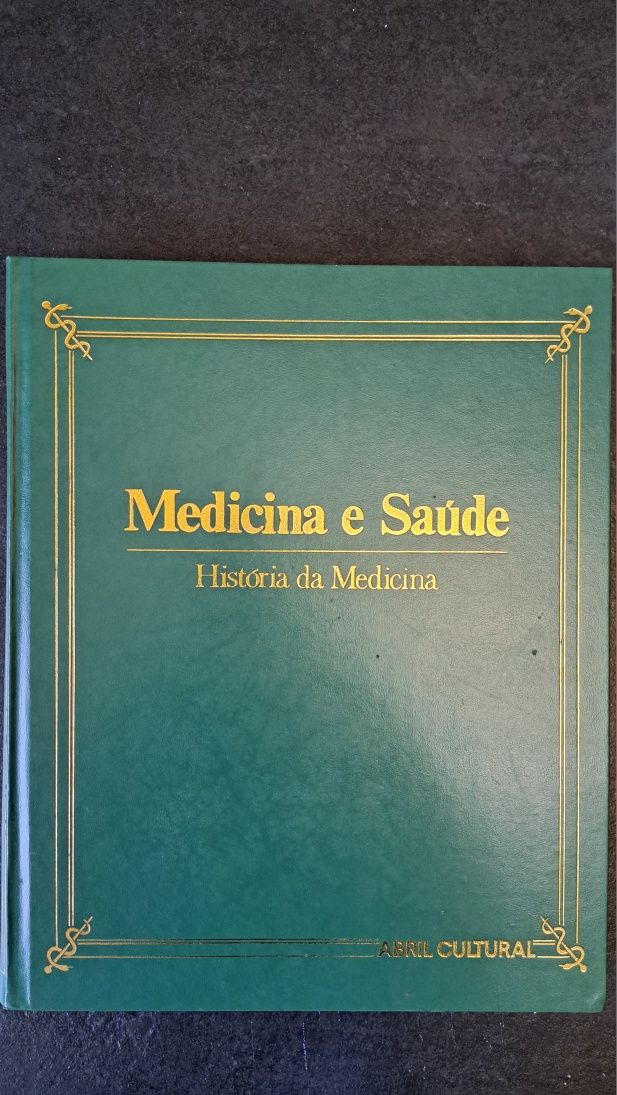 Medicina e Saúde
História da Medicina
ABRIL CULTURAL